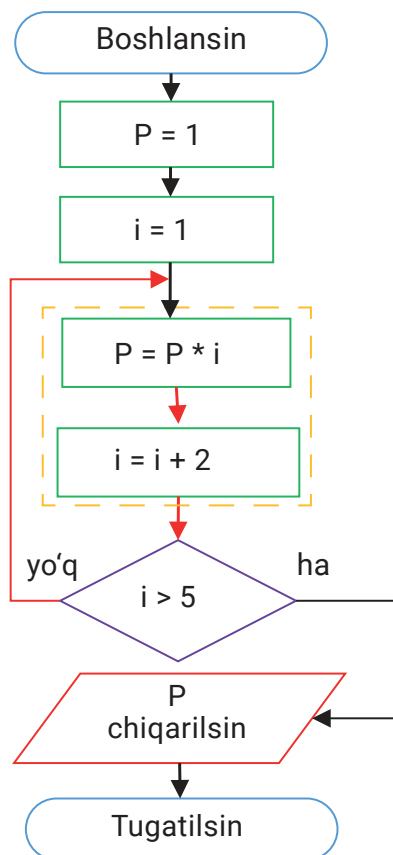 Boshlansin
P = 1
i = 1
P = P * i
i = i + 2
yo‘q
ha
i > 5
P
chiqarilsin
Tugatilsin